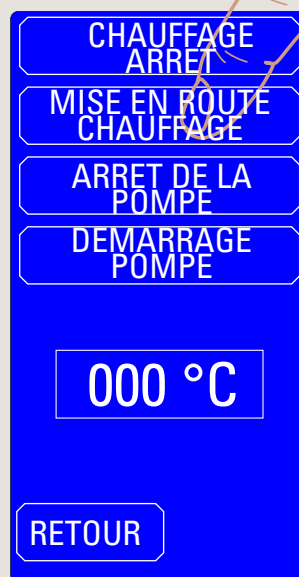 CHAUFFAGE
ARRET
MISE EN ROUTE
CHAUFFAGE
ARRET DE LA
POMPE
DEMARRAGE
POMPE
000 °C
RETOUR